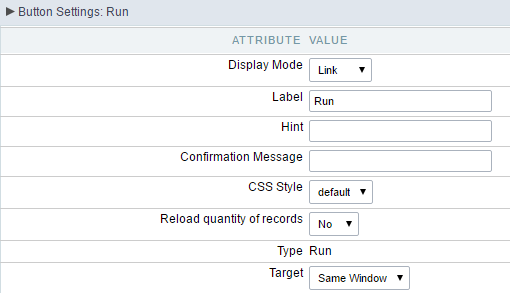 Button Settings: Run
ATTRIBUTE VALUE
Display Mode Link
Label Run
Hint
Confirmation Message
CSS Style default
Reload quantity of records No
Type Run
Target Same Window